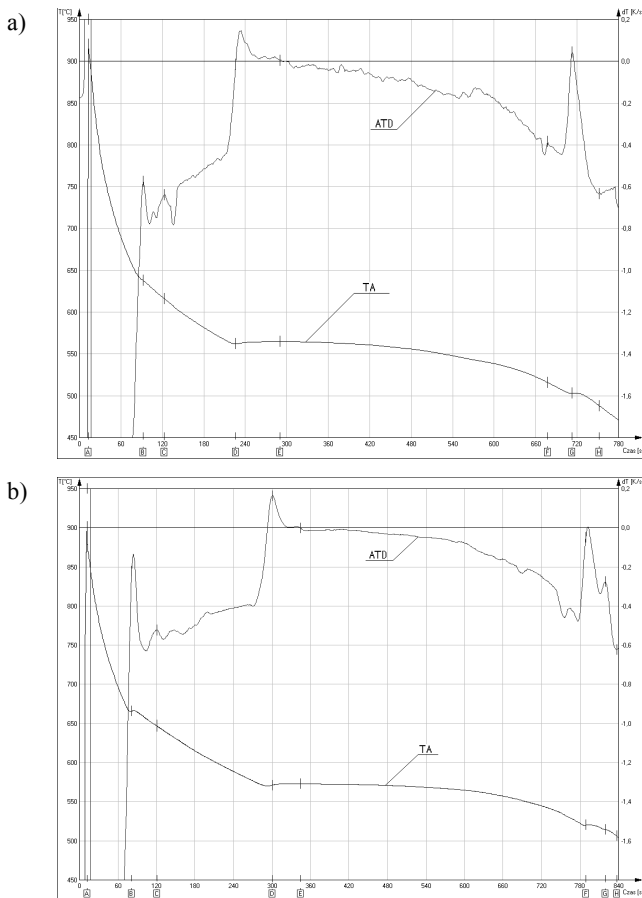 a)
T[°C] dT [K/s
950 0,2
900 0,0
850 -0,2
ATD
800 -0,4
750 -0,6
700 -0,8
650 -1,0
TA
600 -1,2
550 -1,4
500 -1,6
450
0 60 120 180 240 300 360 420 480 540 600 660 720 780
A B C D E F G H Czas [s
b)
T[°C] dT [K/s
950 0,2
900 0,0
ATD
850 -0,2
800 -0,4
750 -0,6
700 -0,8
650 -1,0
TA
600 -1,2
550 -1,4
500 -1,6
450
0 60 120 180 240 300 360 420 480 540 600 660 720 780 840
A B C D E F G H Czas [s